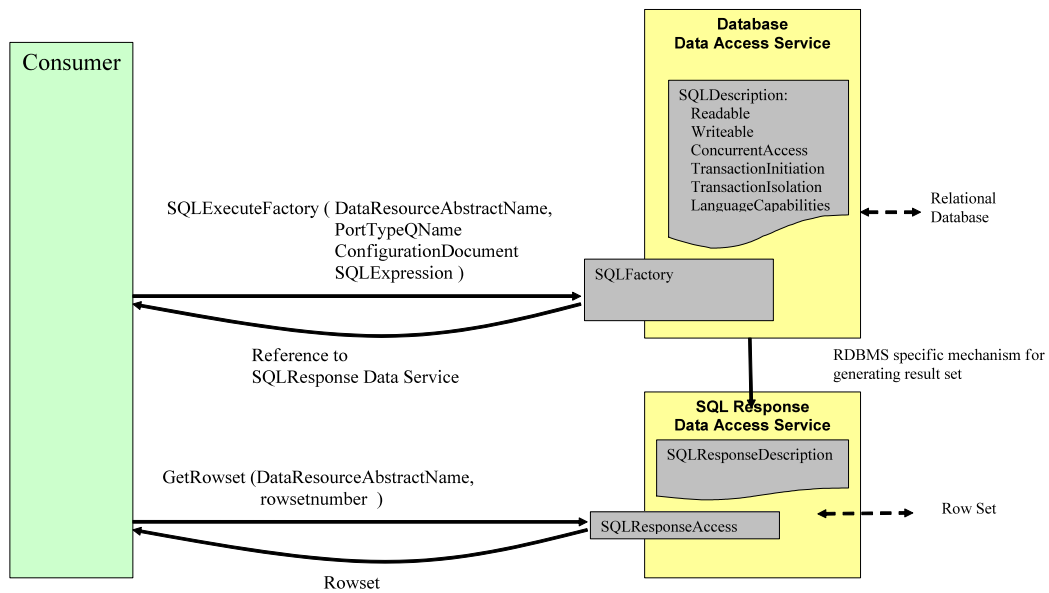 Consumer
Database
Data Access Service
SQLDescription:
Readable
Writeable
ConcurrentAccess
TransactionInitiation
TransactionIsolation
LanguageCapabilities
Relational
Database
SQLExecuteFactory ( DataResourceAbstractName,
PortTypeQName
ConfigurationDocument
SQLExpression )
SQLFactory
Reference to
SQLResponse Data Service
RDBMS specific mechanism for
generating result set
SQL Response
Data Access Service
SQLResponseDescription
GetRowset (DataResourceAbstractName,
rowsetnumber )
SQLResponseAccess
Row Set
Rowset